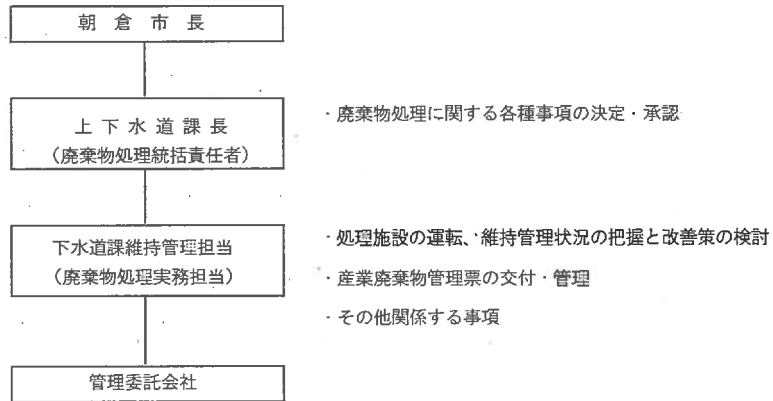 朝倉市長
上下水道課長
(廃棄物処理統括責任者)
・廃棄物処理に関する各種事項の決定・承認
下水道課維持管理担当
(廃棄物処理実務担当)
・処理施設の運転、維持管理状況の把握と改善策の検討
・産業廃棄物管理票の交付・管理
・その他関係する事項
管理委託会社